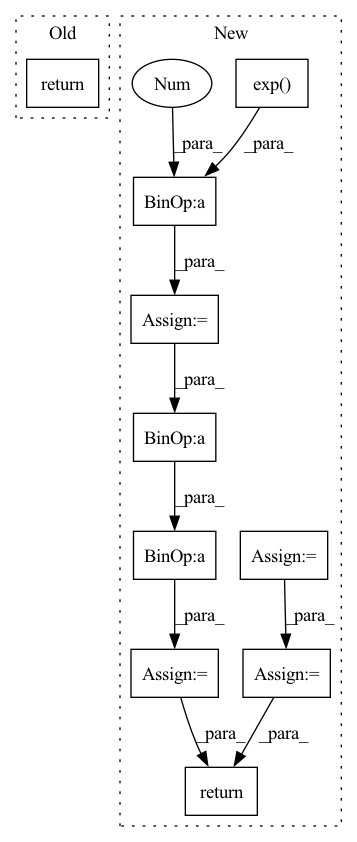 Old
New
return
Num
exp()
_para_
_para_
BinOp:a
_para_
Assign:=
_para_
BinOp:a
_para_
BinOp:a
Assign:=
_para_
_para_
Assign:=
Assign:=
_para_
_para_
return